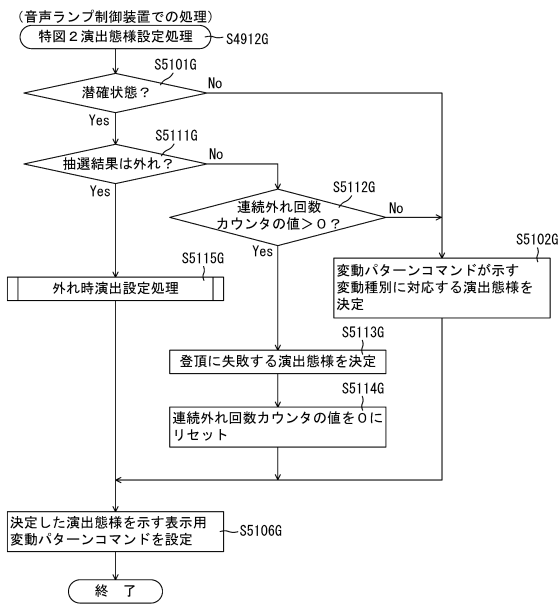 (音声ランプ制御装置での処理)
特図２演出態様設定処理
S4912G
S5101G
潜確状態？
No
Yes
S5111G
抽選結果は外れ？
No
Yes
S5112G
連続外れ回数
カウンタの値＞０？
No
Yes
S5102G
変動パターンコマンドが示す
変動種別に対応する演出態様を
決定
S5115G
外れ時演出設定処理
S5113G
登頂に失敗する演出態様を決定
S5114G
連続外れ回数カウンタの値を０に
リセット
決定した演出態様を示す表示用
変動パターンコマンドを設定
S5106G
終　了